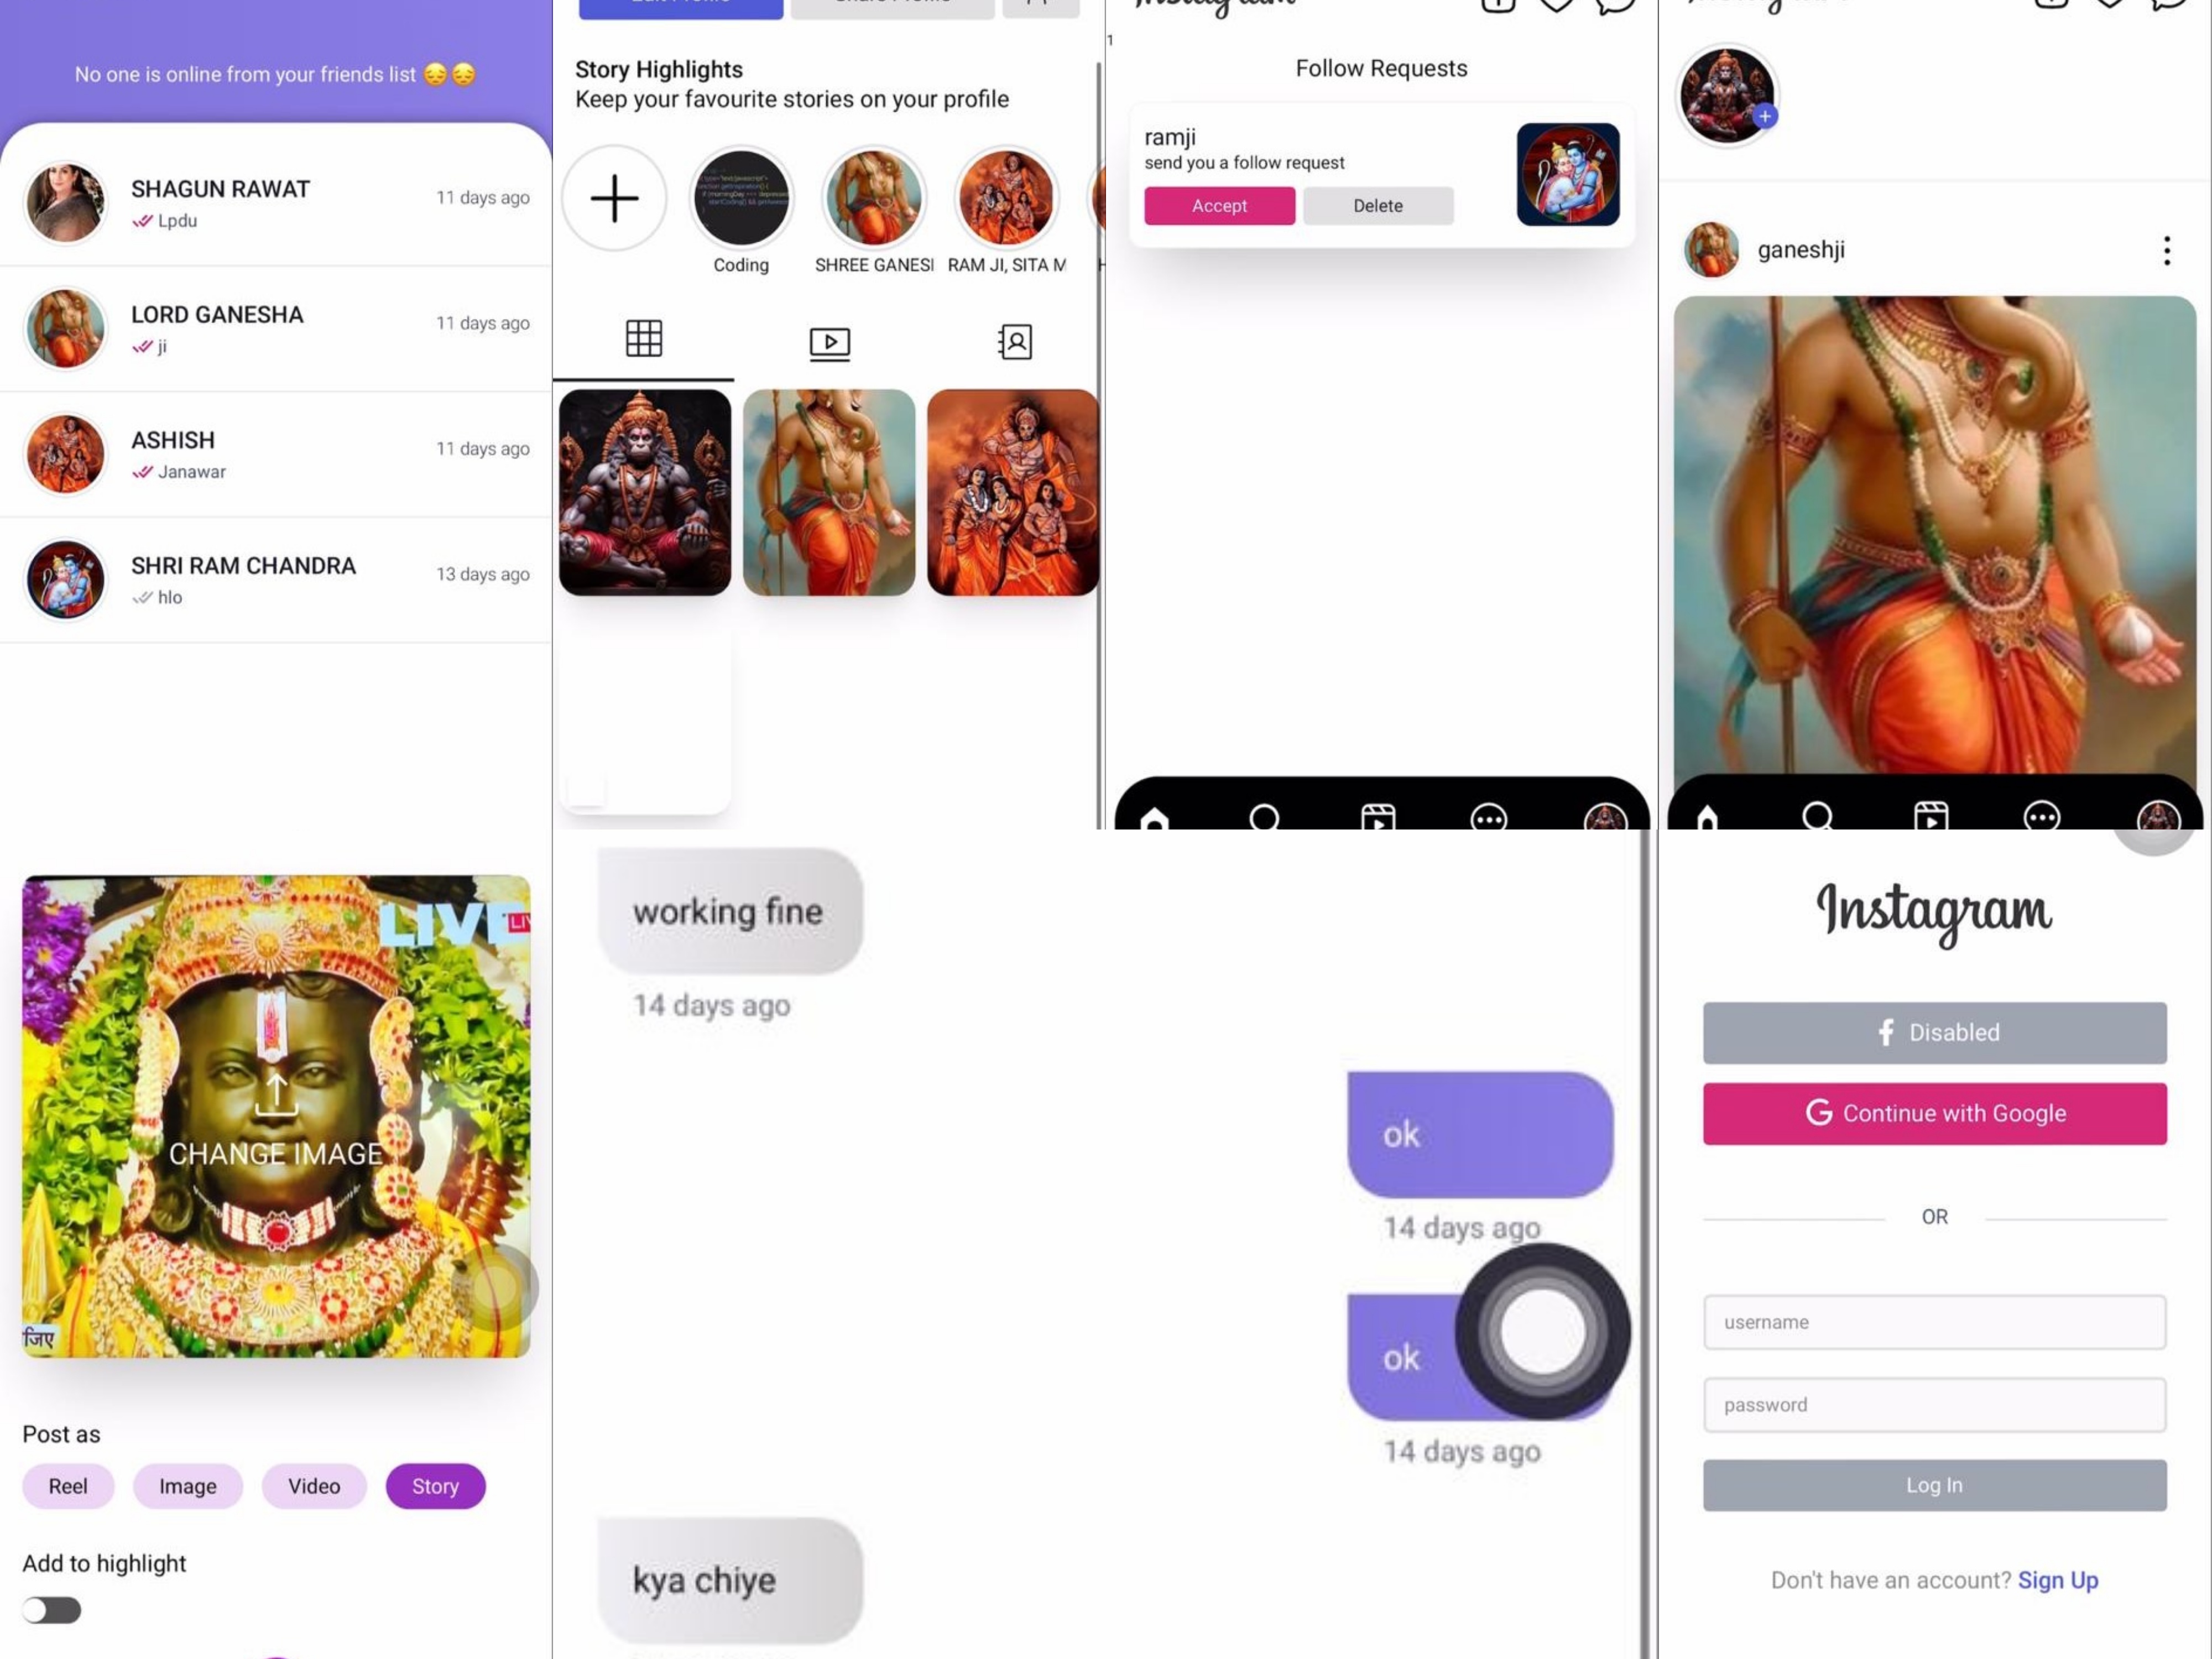 No one is online from your friends list 😔😔
SHAGUN RAWAT
11 days ago
Lpdu
LORD GANESHA
11 days ago
ji
ASHISH
11 days ago
Janawar
SHRI RAM CHANDRA
13 days ago
hlo
Story Highlights
Keep your favourite stories on your profile
Coding
SHREE GANESI
RAM JI, SITA M
Instagram
1
Follow Requests
ramji
send you a follow request
Accept
Delete
ganeshji
LIVE
LIV
CHANGE IMAGE
जिए
Post as
Reel
Image
Video
Story
Add to highlight
working fine
14 days ago
ok
14 days ago
ok
14 days ago
kya chiye
Instagram
Disabled
Continue with Google
OR
username
password
Log In
Don't have an account? Sign Up